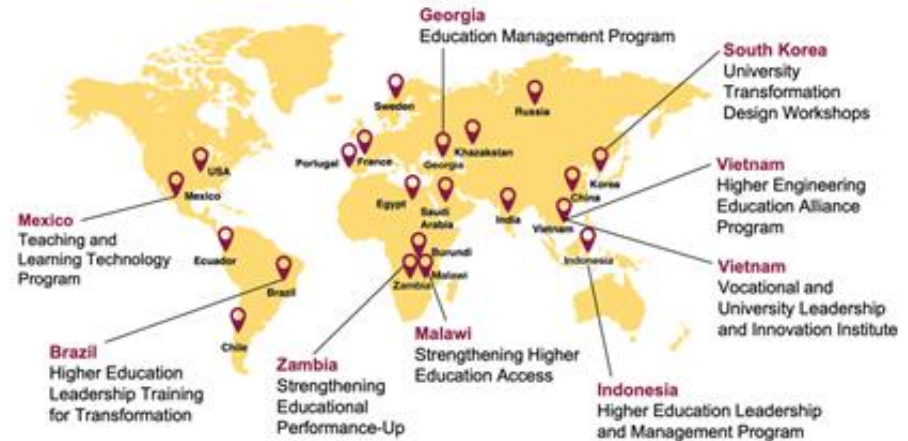 Georgia
Education Management Program
South Korea
University
Transformation
Design Workshops
Sweden
Russia
Portugal
France
Georgia
Khazakstan
USA
Mexico
Egypt
Saudi
Arabia
India
China
Korea
Vietnam
Vietnam
Higher Engineering
Education Alliance
Program
Mexico
Teaching and
Learning Technology
Program
Ecuador
Brazil
Burundi
Malawi
Zambia
Indonesia
Vietnam
Vocational and
University Leadership
and Innovation Institute
Chile
Brazil
Higher Education
Leadership Training
for Transformation
Zambia
Strengthening
Educational
Performance-Up
Malawi
Strengthening Higher
Education Access
Indonesia
Higher Education Leadership
and Management Program